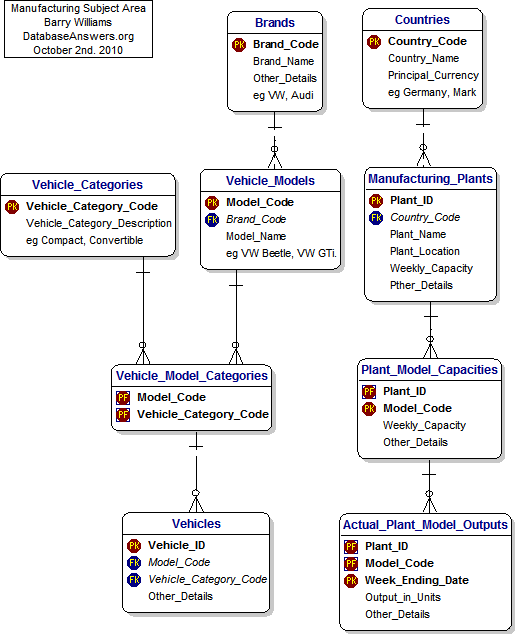 Manufacturing Subject Area
Barry Williams
DatabaseAnswers.org
October 2nd. 2010
Brands
PK Brand_Code
Brand_Name
Other_Details
eg VW, Audi
Countries
PK Country_Code
Country_Name
Principal_Currency
eg Germany, Mark
Vehicle_Categories
PK Vehicle_Category_Code
Vehicle_Category_Description
eg Compact, Convertible
Vehicle_Models
PK Model_Code
FK Brand_Code
Model_Name
eg VW Beetle, VW GTi.
Manufacturing_Plants
PK Plant_ID
FK Country_Code
Plant_Name
Plant_Location
Weekly_Capacity
Pther_Details
Vehicle_Model_Categories
PF Model_Code
PF Vehicle_Category_Code
Plant_Model_Capacities
PF Plant_ID
PK Model_Code
Weekly_Capacity
Other_Details
Vehicles
PK Vehicle_ID
FK Model_Code
FK Vehicle_Category_Code
Other_Details
Actual_Plant_Model_Outputs
PF Plant_ID
PF Model_Code
PK Week_Ending_Date
Output_in_Units
Other_Details